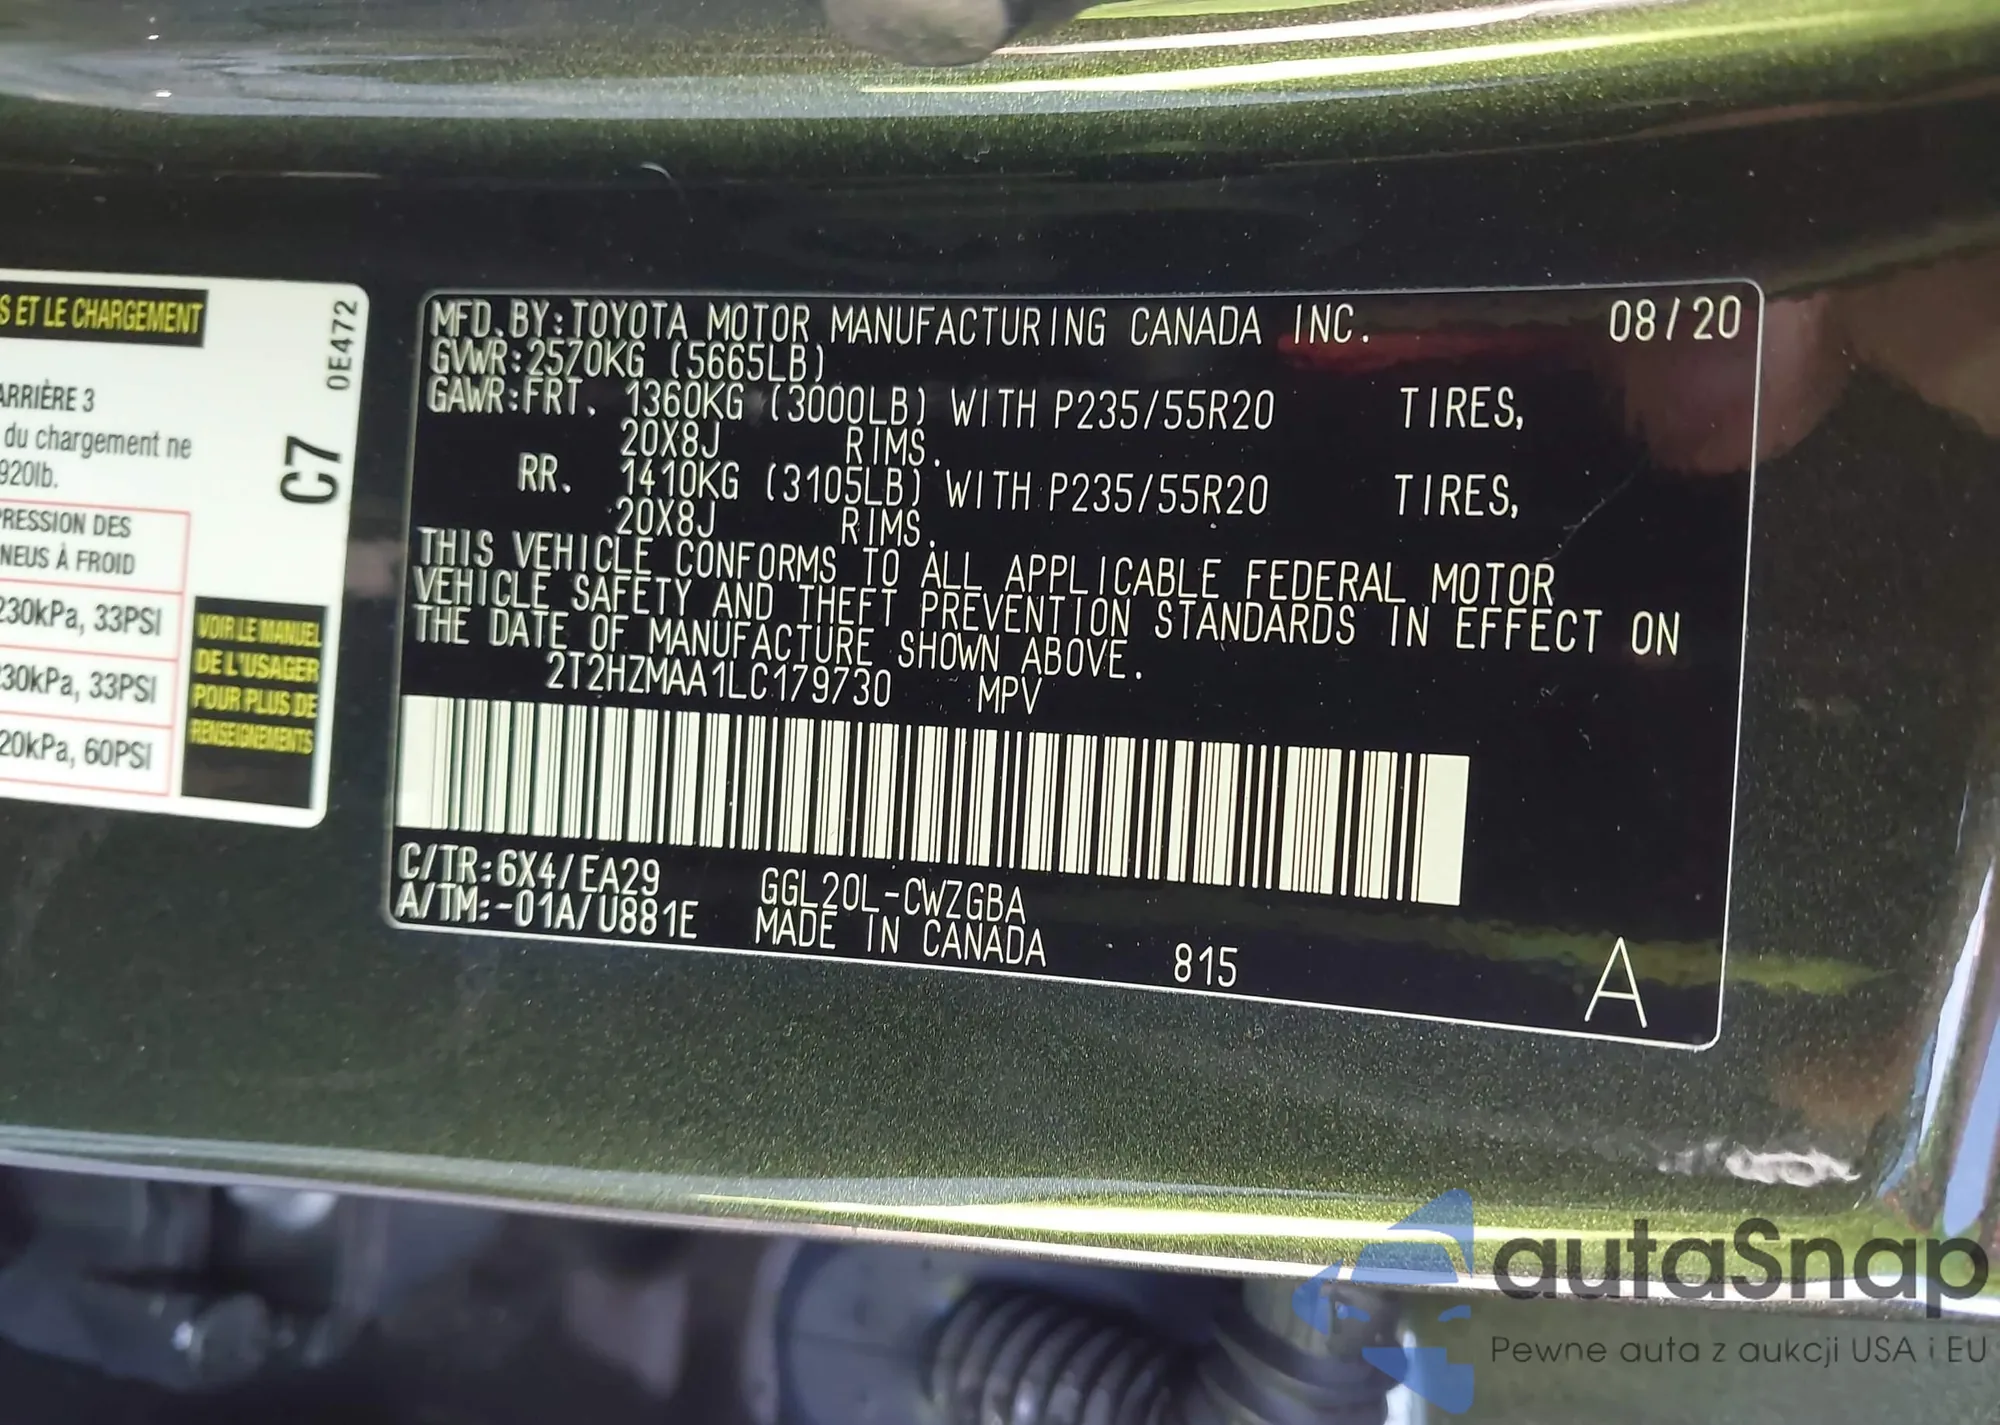 S ET LE CHARGEMENT
0E472
ARRIÈRE 3
du chargement ne
920lb.
C7
PRESSION DES
NEUS À FROID
230kPa, 33PSI
230kPa, 33PSI
20kPa, 60PSI
VOIR LE MANUEL
DE L'USAGER
POUR PLUS DE
RENSEIGNEMENTS
MFD. BY: TOYOTA MOTOR MANUFACTURING CANADA INC. 08/20
GVWR: 2570KG (5665LB)
GAWR: FRT. 1360KG (3000LB) WITH P235/55R20 TIRES,
20X8J RIMS.
RR. 1410KG (3105LB) WITH P235/55R20 TIRES,
20X8J RIMS.
THIS VEHICLE CONFORMS TO ALL APPLICABLE FEDERAL MOTOR
VEHICLE SAFETY AND THEFT PREVENTION STANDARDS IN EFFECT ON
THE DATE OF MANUFACTURE SHOWN ABOVE.
2T2HZMAA1LC179730 MPV
C/TR: 6X4/EA29 GGL20L-CWZGBA
A/TM: -01A/U881E MADE IN CANADA 815 A
autaSnap
Pewne auta z aukcji USA i EU